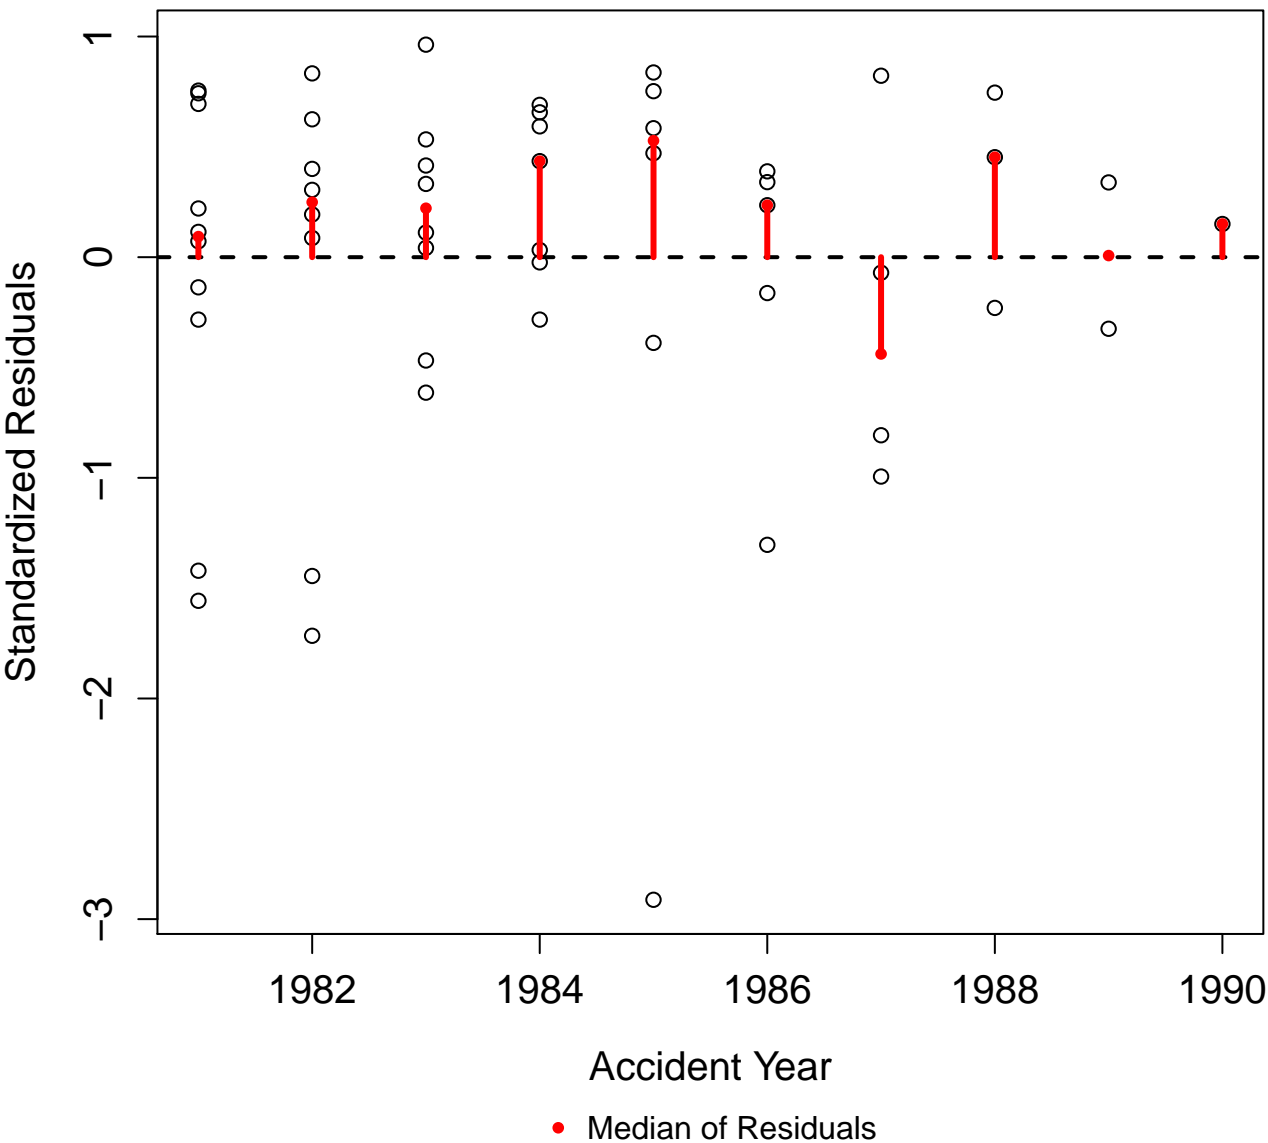 1
0
−1
−2
−3
Standardized Residuals
1982 1984 1986 1988 1990
Accident Year
Median of Residuals